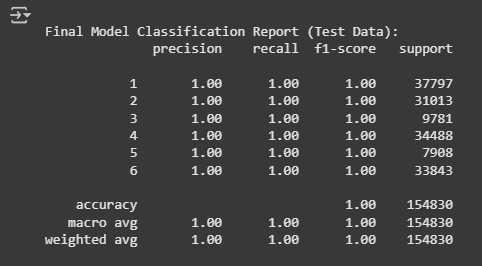 Final Model Classification Report (Test Data):
precision recall f1-score support
1 1.00 1.00 1.00 37797
2 1.00 1.00 1.00 31013
3 1.00 1.00 1.00 9781
4 1.00 1.00 1.00 34488
5 1.00 1.00 1.00 7908
6 1.00 1.00 1.00 33843
accuracy 1.00 154830
macro avg 1.00 1.00 1.00 154830
weighted avg 1.00 1.00 1.00 154830